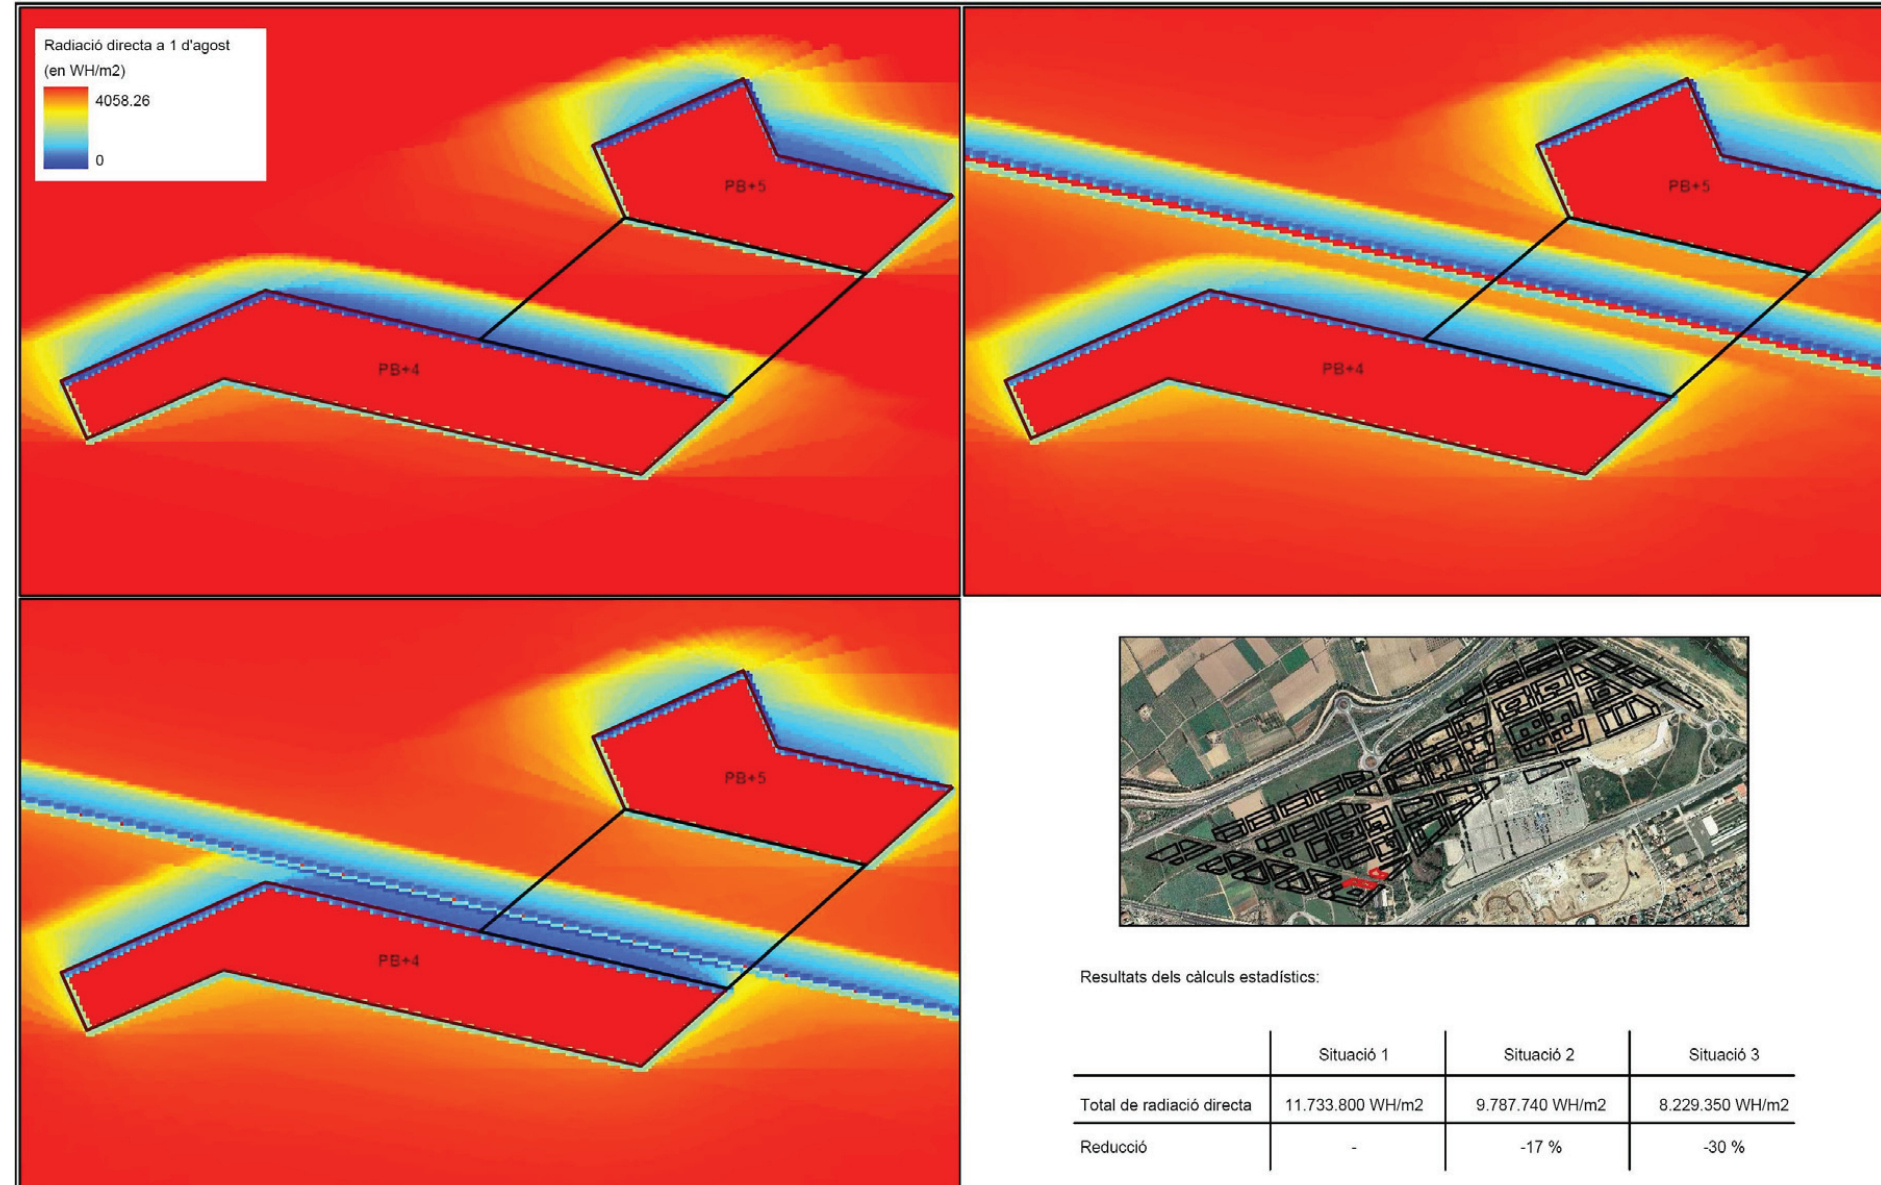 Radiació directa a 1 d'agost
(en WH/m2)
4058.26
0
PB+5
PB+4
PB+5
PB+4
PB+5
PB+4
Resultats dels càlculs estadístics:
Situació 1 Situació 2 Situació 3
Total de radiació directa 11.733.800 WH/m2 9.787.740 WH/m2 8.229.350 WH/m2
Reducció - -17 % -30 %